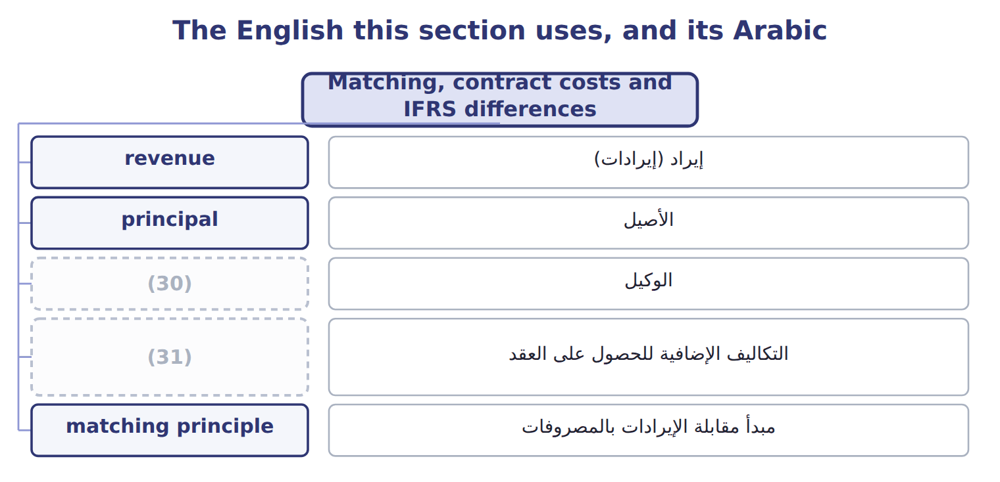 The English this section uses, and its Arabic
Matching, contract costs and
IFRS differences
revenue
إيراد (إيرادات)
principal
الأصيل
(30)
الوكيل
(31)
التكاليف الإضافية للحصول على العقد
matching principle
مبدأ مقابلة الإيرادات بالمصروفات